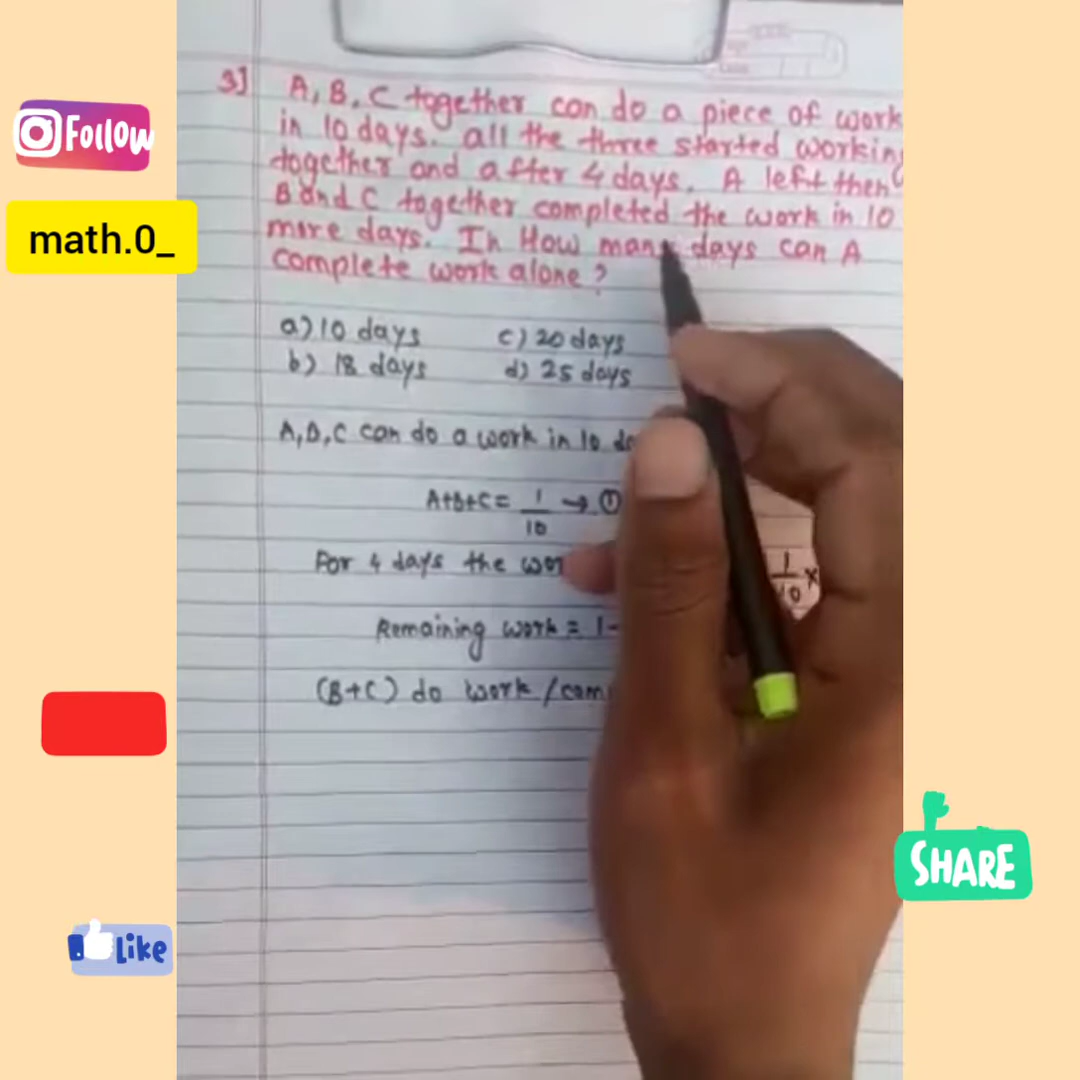 3] A, B, C together can do a piece of work
in 10 days. all the three started working
together and after 4 days. A left then
B and C together completed the work in 10
more days. In How many days can A
complete work alone?
a) 10 days c) 20 days
b) 18 days d) 25 days
A, B, C can do a work in 10
A+B+C = 1/10 → ①
For 4 days the 1/10 ×
Remaining work = 1-
(B+C) do work /
Follow
math.0_
Like
SHARE